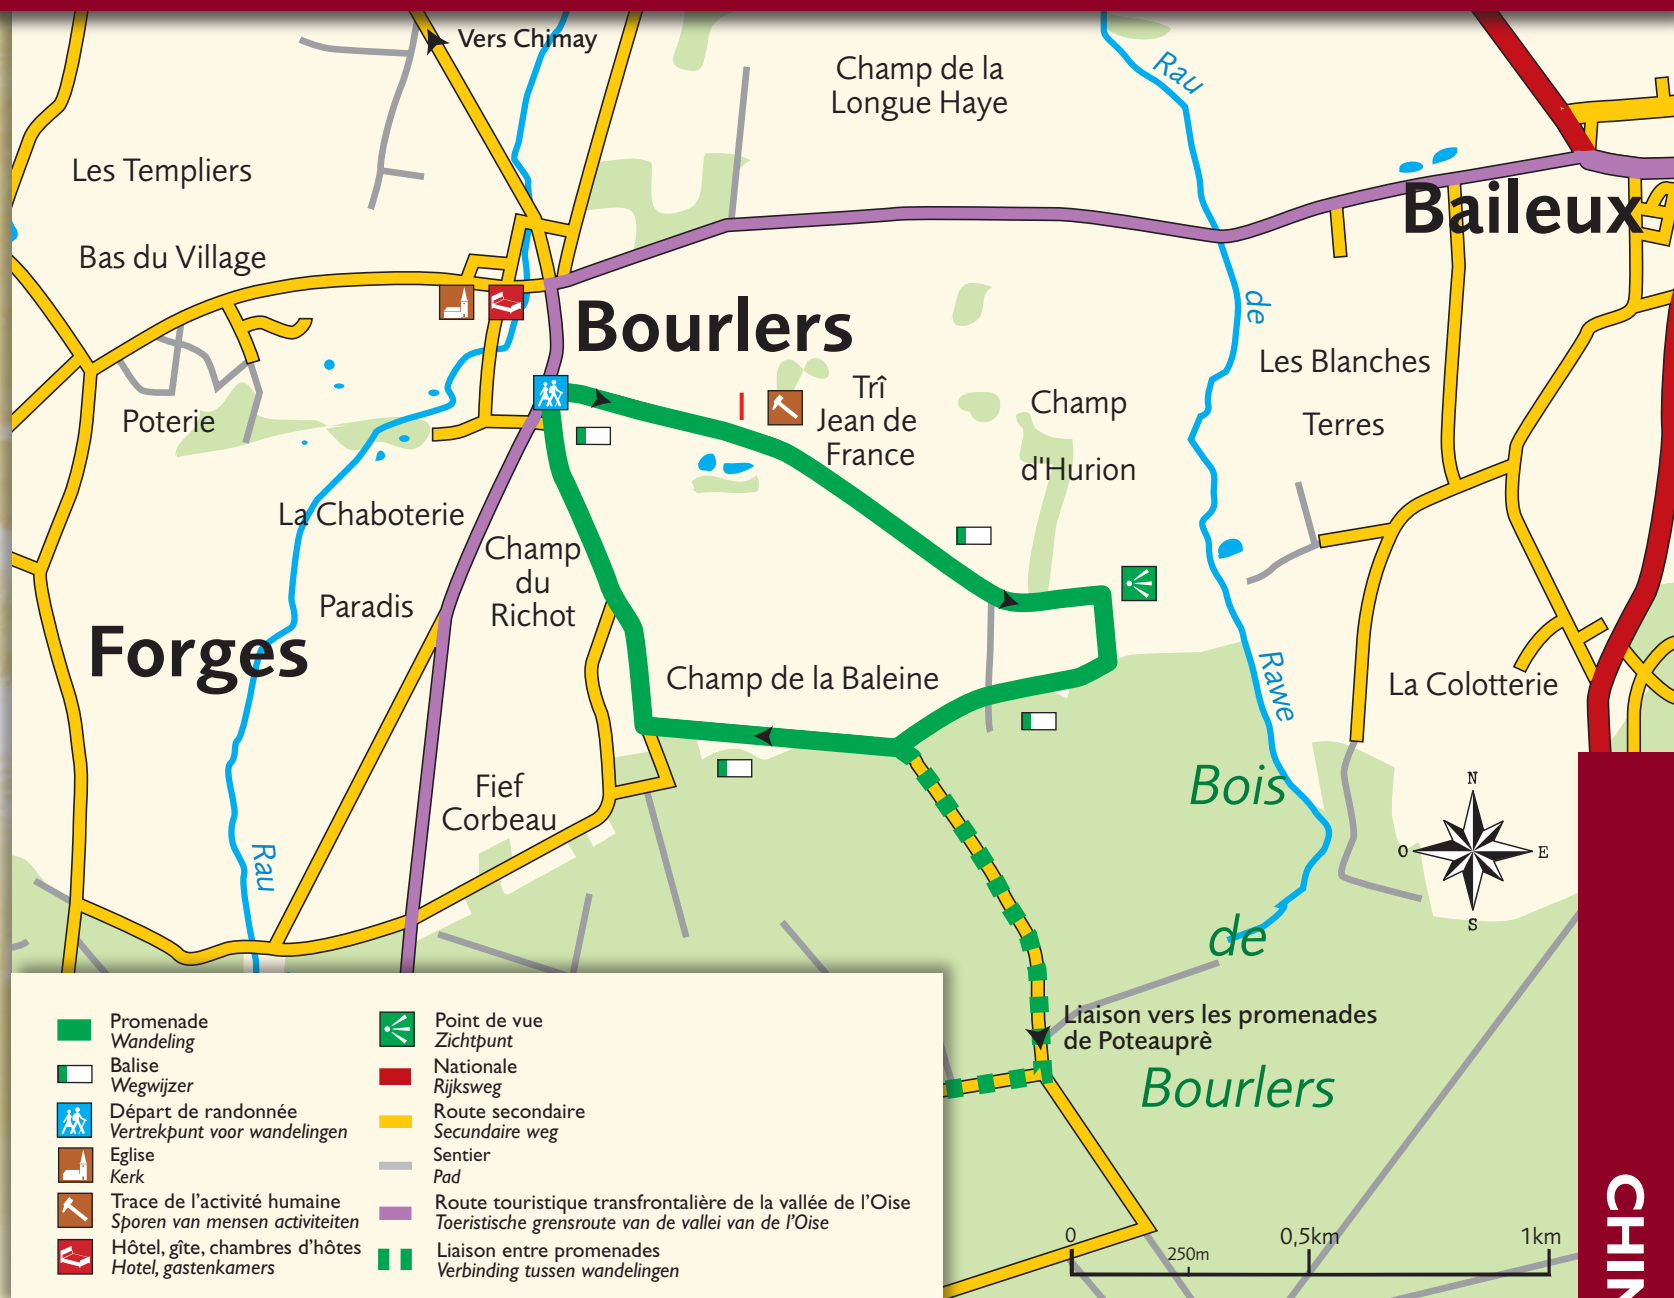 Vers Chimay
Champ de la
Longue Haye
Rau
Les Templiers
Baileux
Bas du Village
de
Bourlers
Les Blanches
Terres
Trî
Jean de
France
Champ
d'Hurion
Poterie
La Chaboterie
Champ
du
Richot
Paradis
Forges
Rawe
Champ de la Baleine
La Colotterie
Fief
Corbeau
Rau
Bois
de
Bourlers
N
O
E
S
Liaison vers les promenades
de Poteauprè
Promenade
Wandeling
Balise
Wegwijzer
Départ de randonnée
Vertrekpunt voor wandelingen
Eglise
Kerk
Trace de l'activité humaine
Sporen van mensen activiteiten
Hôtel, gîte, chambres d'hôtes
Hotel, gastenkamers
Point de vue
Zichtpunt
Nationale
Rijksweg
Route secondaire
Secundaire weg
Sentier
Pad
Route touristique transfrontalière de la vallée de l'Oise
Toeristische grensroute van de vallei van de l'Oise
Liaison entre promenades
Verbinding tussen wandelingen
0
250m
0,5km
1km